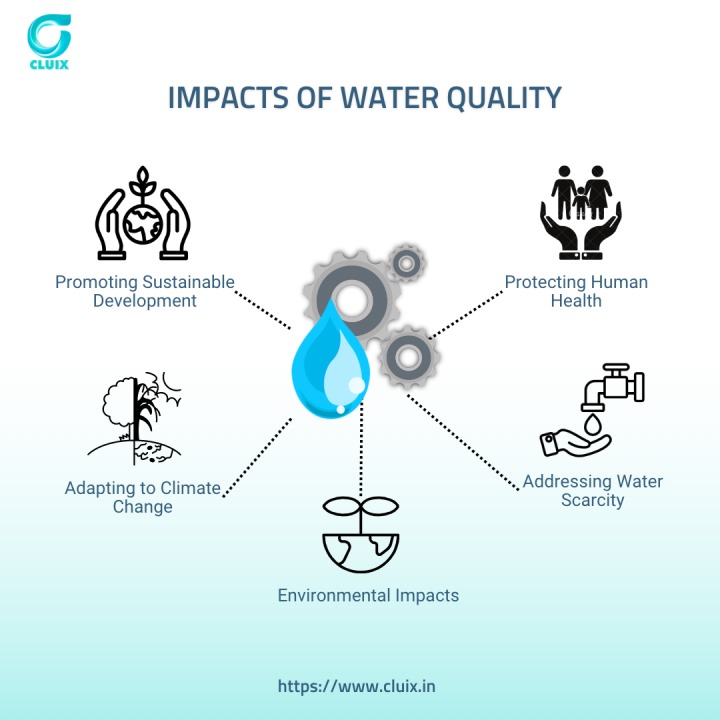 CLUIX
IMPACTS OF WATER QUALITY
Promoting Sustainable
Development
Protecting Human
Health
Adapting to Climate
Change
Addressing Water
Scarcity
Environmental Impacts
https://www.cluix.in